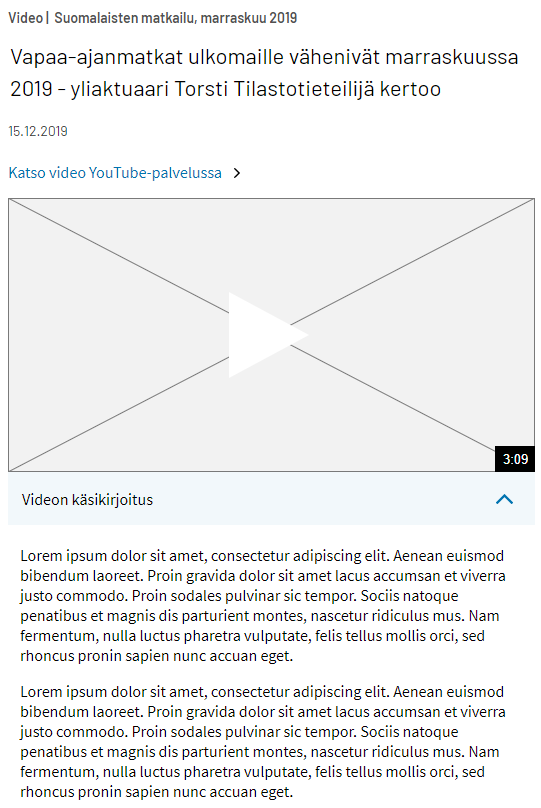 Video | Suomalaisten matkailu, marraskuu 2019
Vapaa-ajanmatkat ulkomaille vähenivät marraskuussa
2019 - yliaktuaari Torsti Tilastotieteilijä kertoo
15.12.2019
Katso video YouTube-palvelussa
3:09
Videon käsikirjoitus
Lorem ipsum dolor sit amet, consectetur adipiscing elit. Aenean euismod
bibendum laoreet. Proin gravida dolor sit amet lacus accumsan et viverra
justo commodo. Proin sodales pulvinar sic tempor. Sociis natoque
penatibus et magnis dis parturient montes, nascetur ridiculus mus. Nam
fermentum, nulla luctus pharetra vulputate, felis tellus mollis orci, sed
rhoncus pronin sapien nunc accuan eget.
Lorem ipsum dolor sit amet, consectetur adipiscing elit. Aenean euismod
bibendum laoreet. Proin gravida dolor sit amet lacus accumsan et viverra
justo commodo. Proin sodales pulvinar sic tempor. Sociis natoque
penatibus et magnis dis parturient montes, nascetur ridiculus mus. Nam
fermentum, nulla luctus pharetra vulputate, felis tellus mollis orci, sed
rhoncus pronin sapien nunc accuan eget.